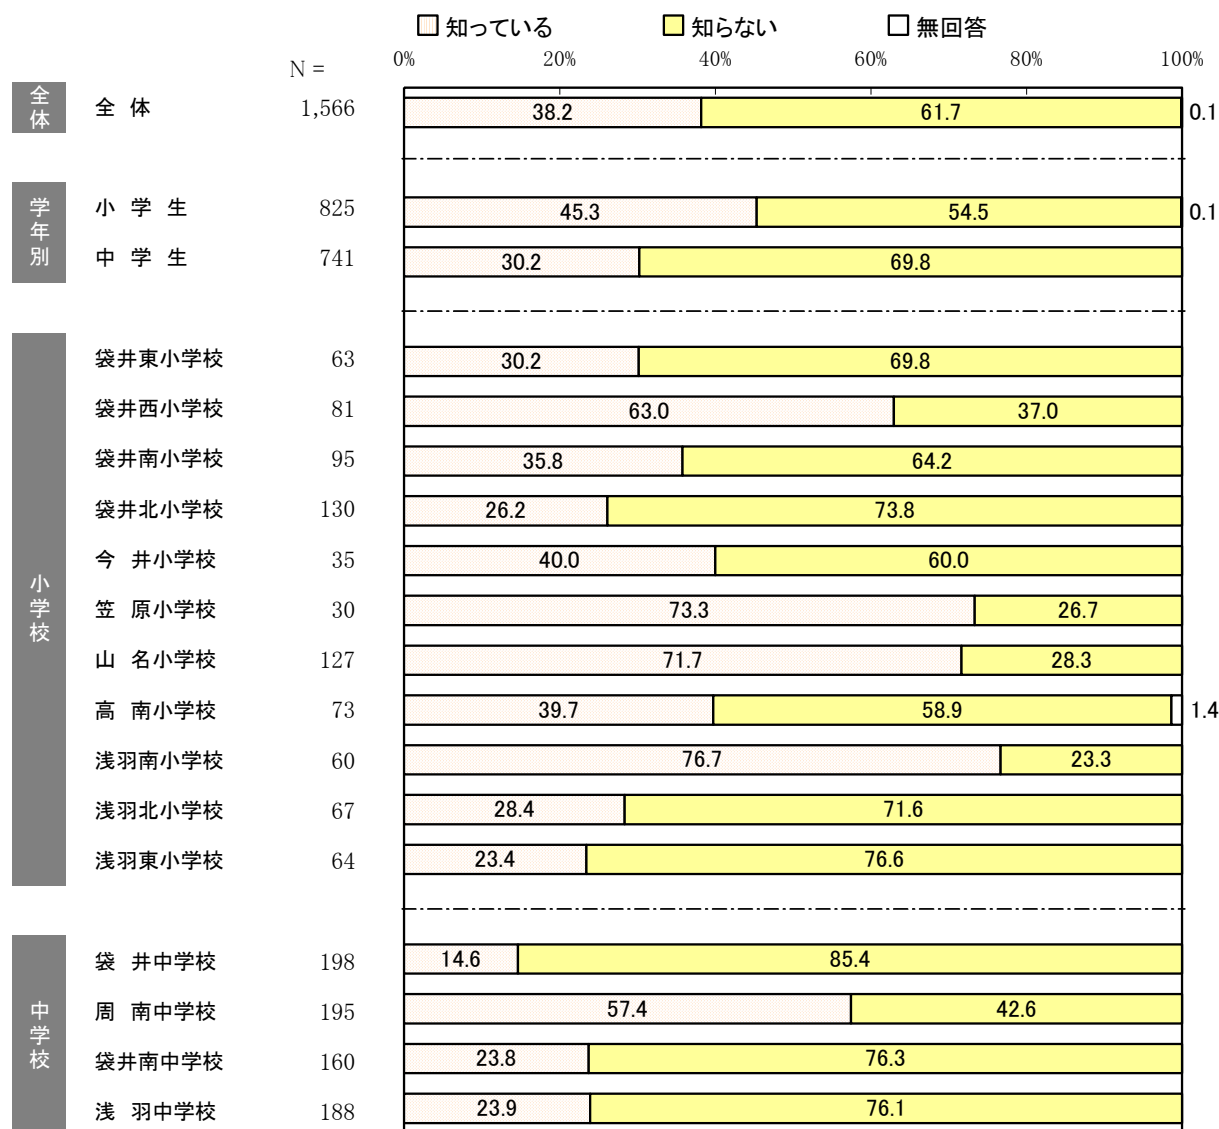 知っている 知らない 無回答
N =
0% 20% 40% 60% 80% 100%
全体
全 体 1,566 38.2 61.7 0.1
学年別
小 学 生 825 45.3 54.5 0.1
中 学 生 741 30.2 69.8
小学校
袋井東小学校 63 30.2 69.8
袋井西小学校 81 63.0 37.0
袋井南小学校 95 35.8 64.2
袋井北小学校 130 26.2 73.8
今 井小学校 35 40.0 60.0
笠 原小学校 30 73.3 26.7
山 名小学校 127 71.7 28.3
高 南小学校 73 39.7 58.9 1.4
浅羽南小学校 60 76.7 23.3
浅羽北小学校 67 28.4 71.6
浅羽東小学校 64 23.4 76.6
中学校
袋 井中学校 198 14.6 85.4
周 南中学校 195 57.4 42.6
袋井南中学校 160 23.8 76.3
浅 羽中学校 188 23.9 76.1